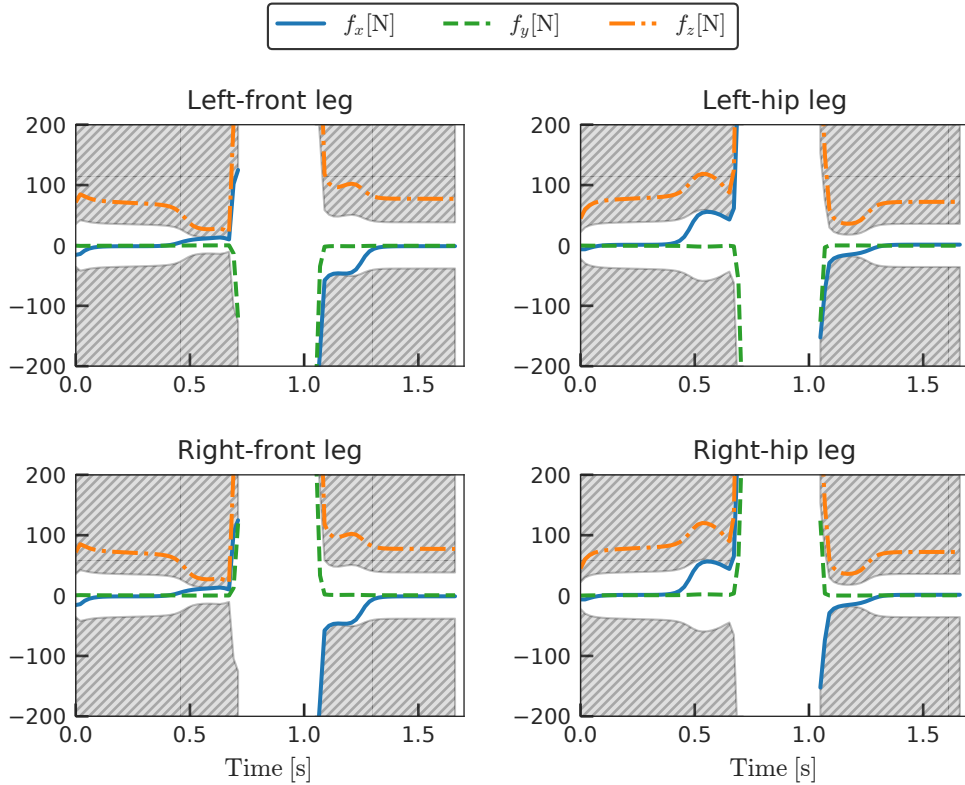 f_x[N] f_y[N] f_z[N]
Left-front leg
200
100
0
−100
−200
0.0 0.5 1.0 1.5
Left-hip leg
200
100
0
−100
−200
0.0 0.5 1.0 1.5
Right-front leg
200
100
0
−100
−200
0.0 0.5 1.0 1.5
Time [s]
Right-hip leg
200
100
0
−100
−200
0.0 0.5 1.0 1.5
Time [s]